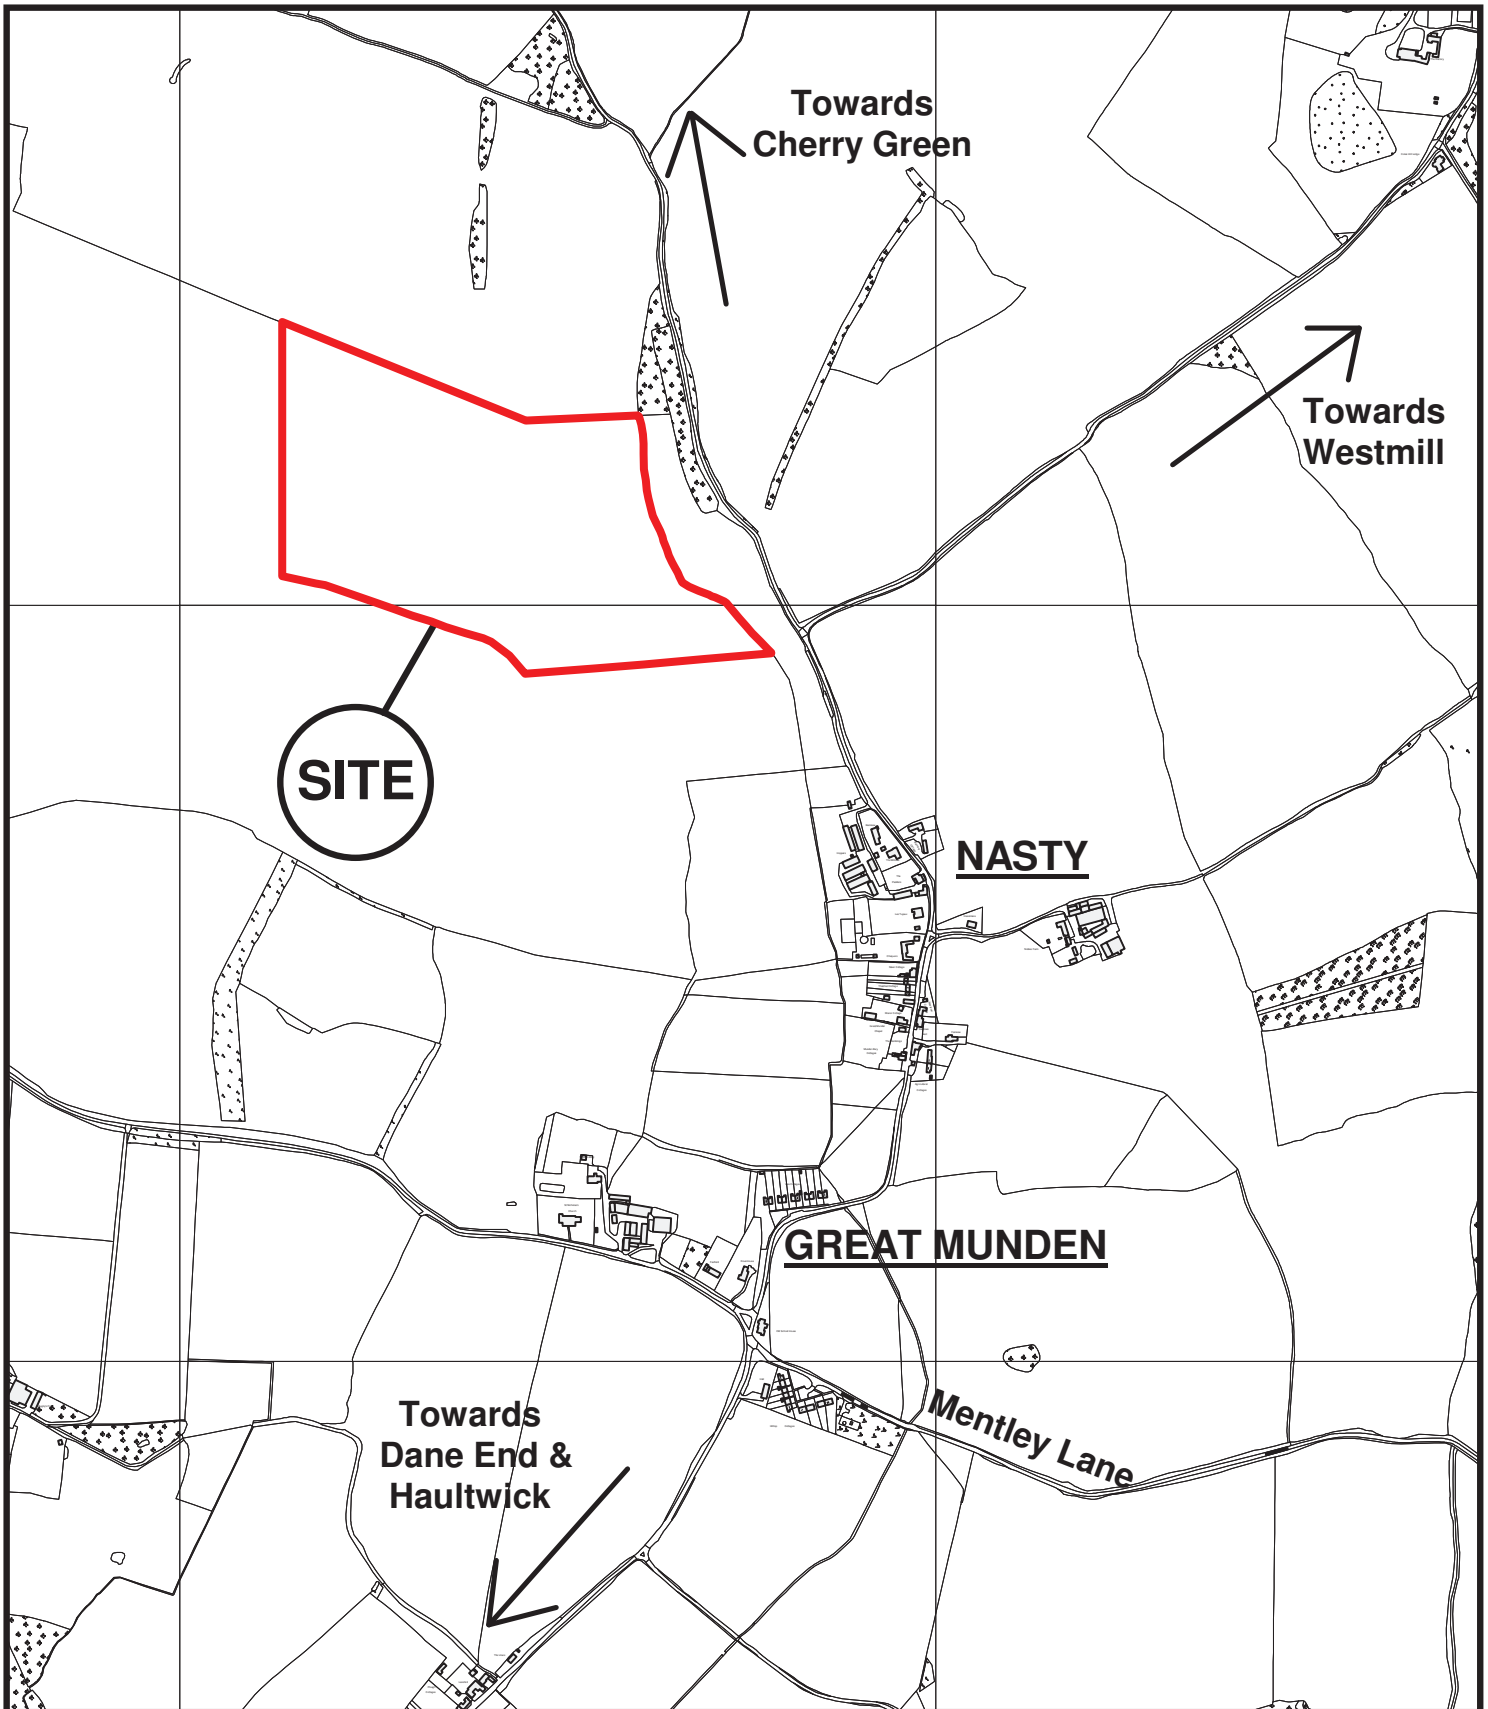 Towards
Cherry Green
Towards
Westmill
SITE
NASTY
GREAT MUNDEN
Mentley Lane
Towards
Dane End &
Haultwick